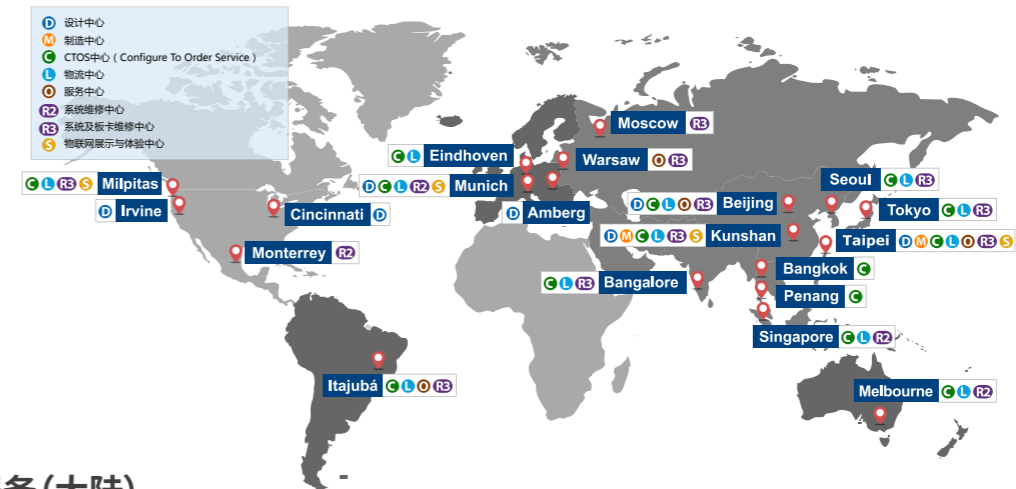 D 设计中心
M 制造中心
C CTOS中心(Configure To Order Service)
L 物流中心
O 服务中心
R2 系统维修中心
R3 系统及板卡维修中心
S 物联网展示与体验中心
Moscow R3
C L Eindhoven
Warsaw O R3
Seoul C L R3
C L R3 S Milpitas
D C L R2 S Munich
D C L O R3 Beijing
D Irvine
Cincinnati D
D Amberg
Tokyo C L R3
D M C L R3 S Kunshan
Taipei D M C L O R3 S
Monterrey R2
Bangkok C
C L R3 Bangalore
Penang C
Singapore C L R2
Itajubá C L O R3
Melbourne C L R2
(大陆)